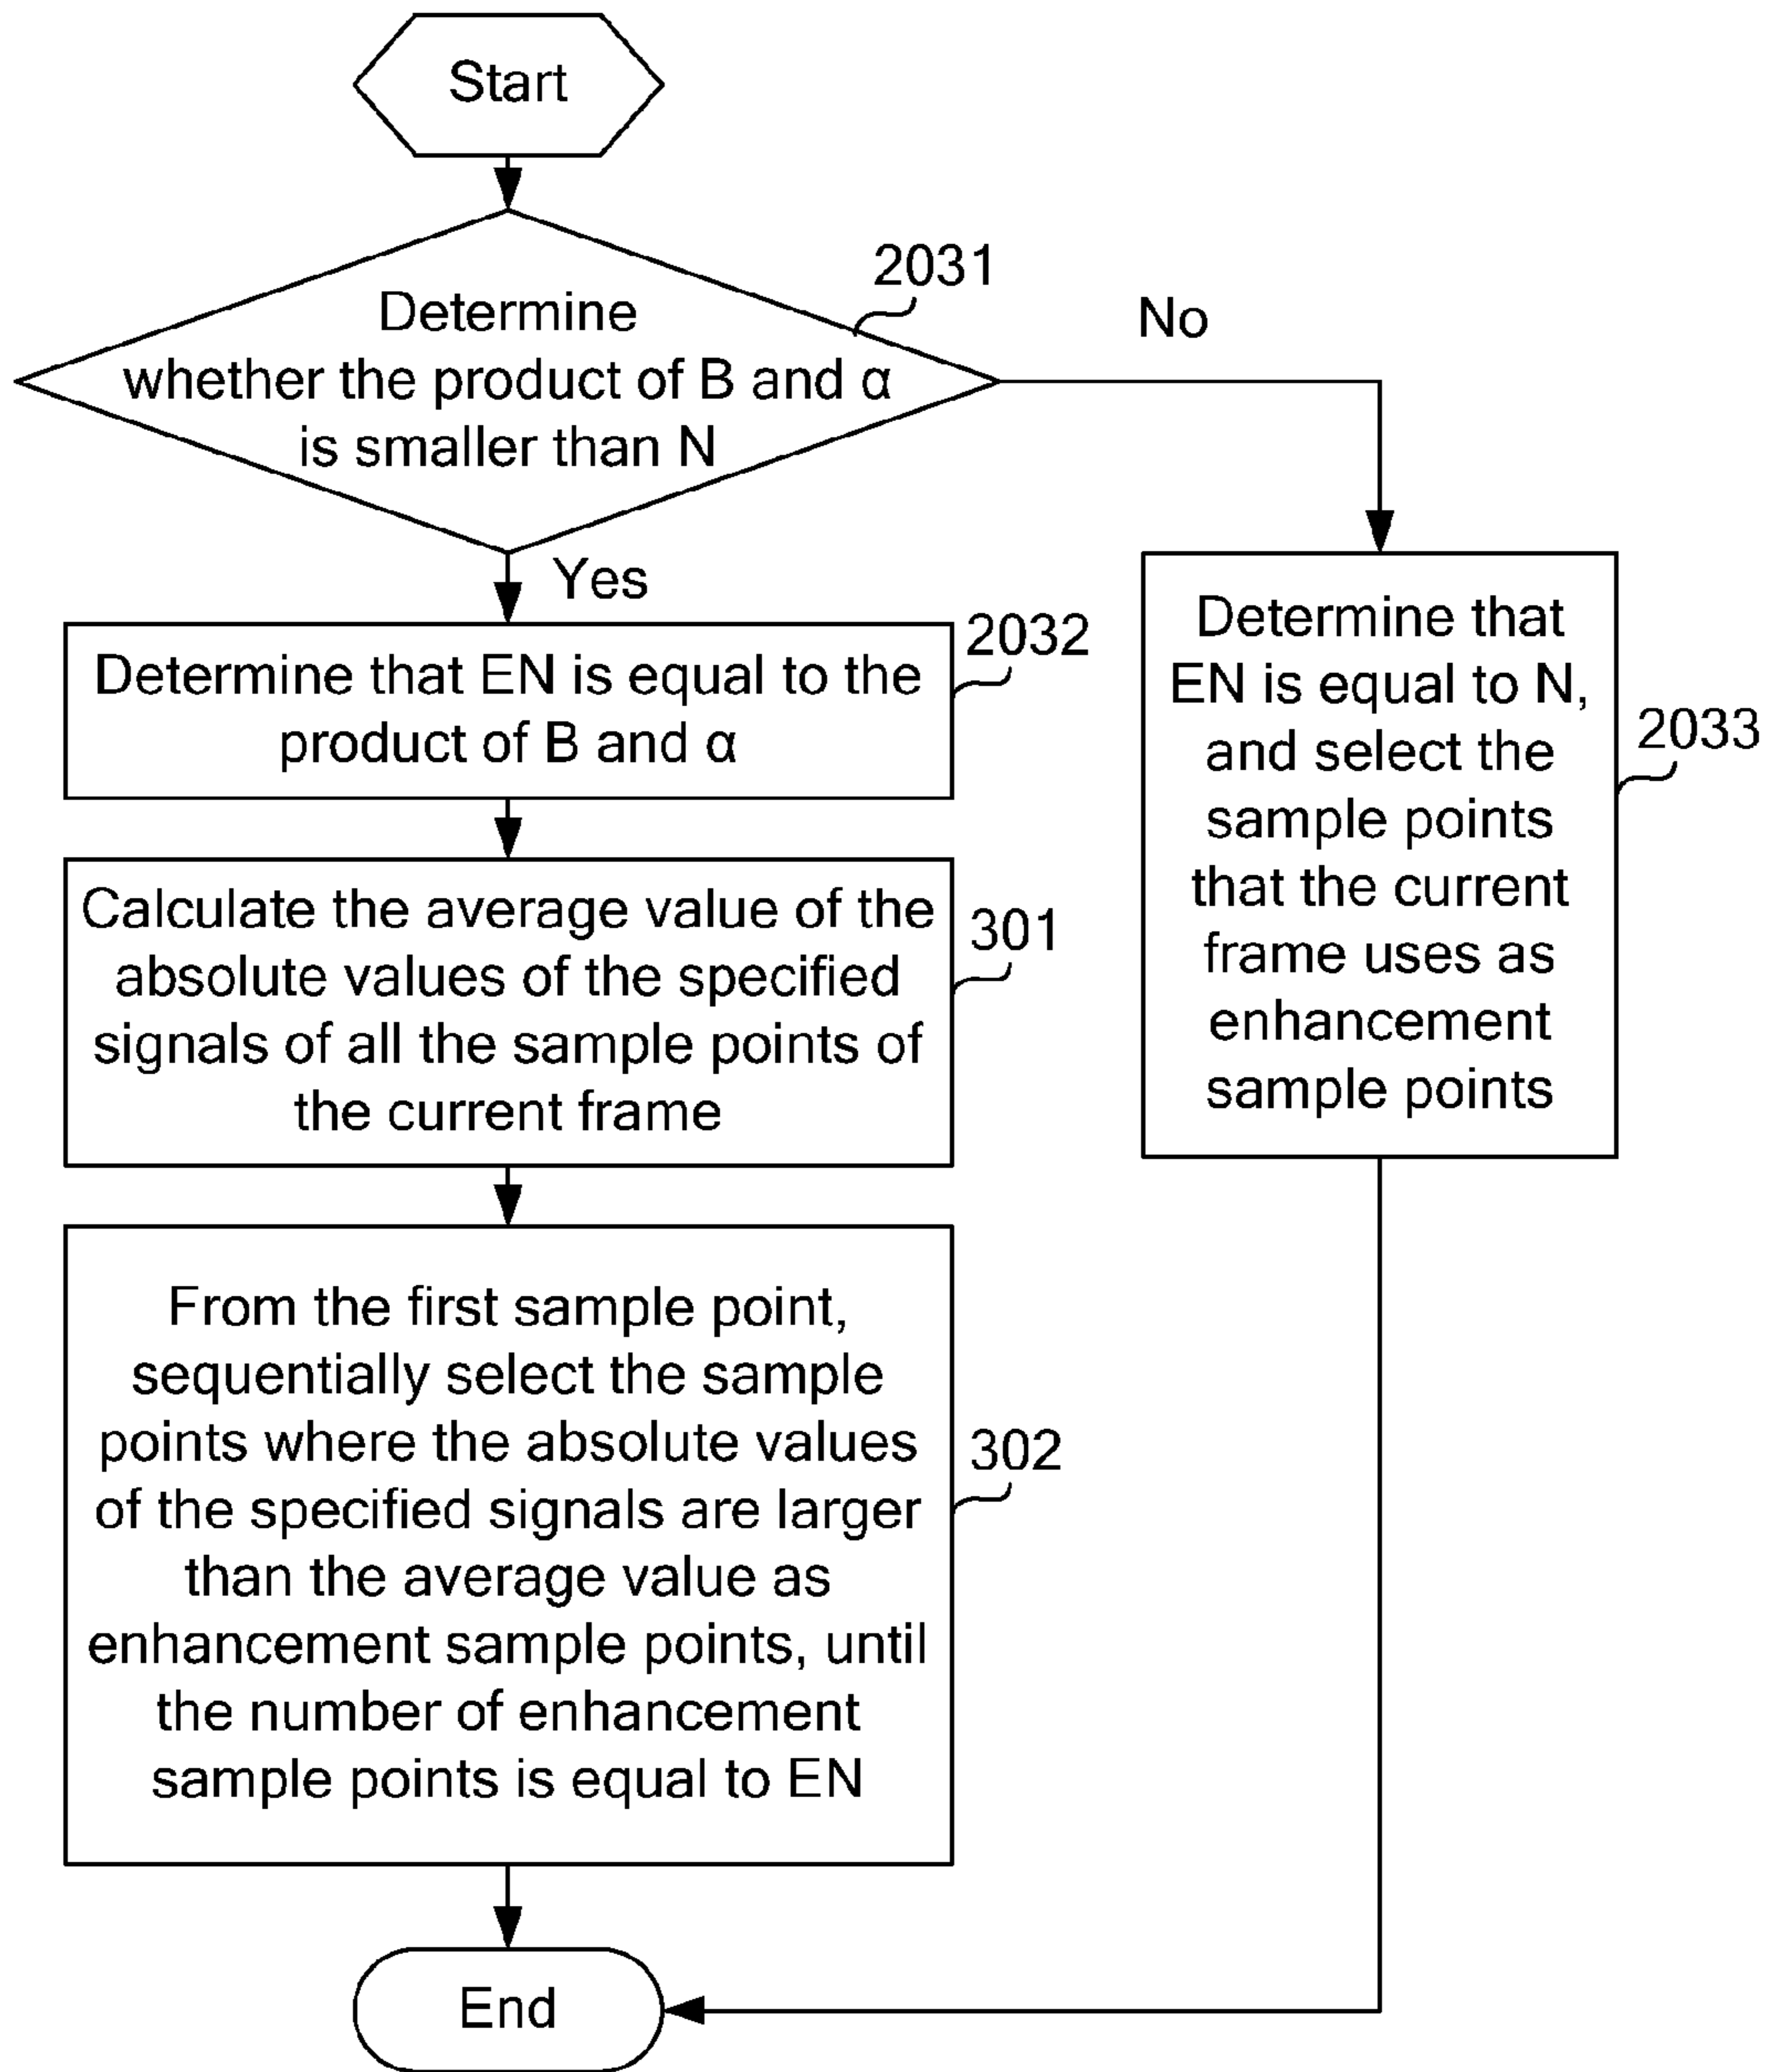 Start
2031
Determine
whether the product of B and α
is smaller than N
No
Yes
2032
Determine that EN is equal to the
product of B and α
Determine that
EN is equal to N,
and select the
sample points
that the current
frame uses as
enhancement
sample points
2033
Calculate the average value of the
absolute values of the specified
signals of all the sample points of
the current frame
301
From the first sample point,
sequentially select the sample
points where the absolute values
of the specified signals are larger
than the average value as
enhancement sample points, until
the number of enhancement
sample points is equal to EN
302
End